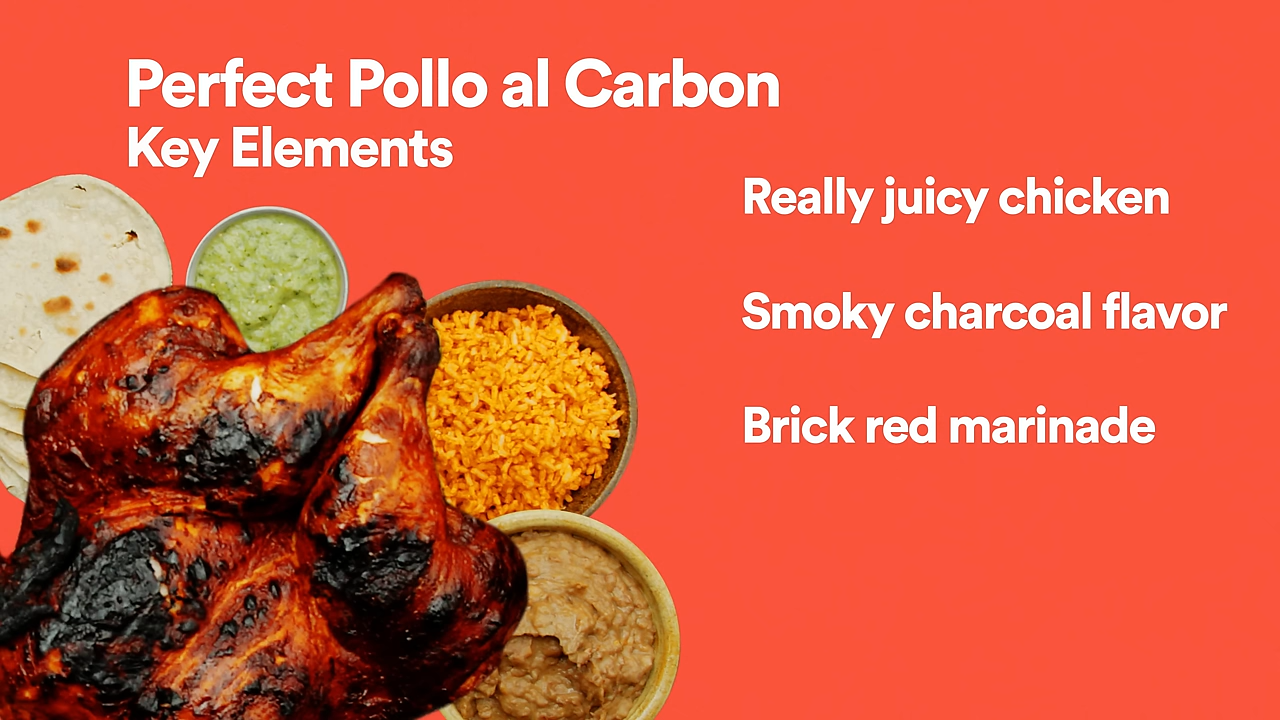 Perfect Pollo al Carbon
Key Elements
Really juicy chicken
Smoky charcoal flavor
Brick red marinade